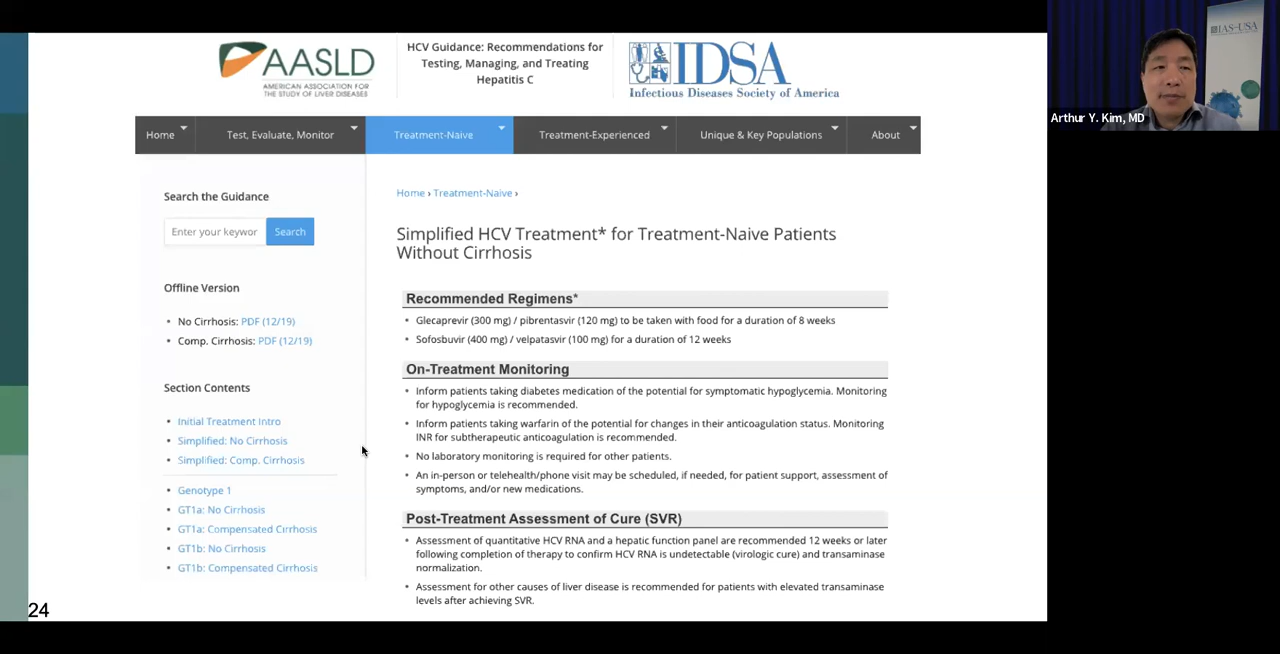 AASLD
AMERICAN ASSOCIATION FOR
THE STUDY OF LIVER DISEASES
HCV Guidance: Recommendations for
Testing, Managing, and Treating
Hepatitis C
IDSA
Infectious Diseases Society of America
IAS–USA
Arthur Y. Kim, MD
Home
Test, Evaluate, Monitor
Treatment-Naive
Treatment-Experienced
Unique & Key Populations
About
Search the Guidance
Enter your keywor
Search
Offline Version
• No Cirrhosis: PDF (12/19)
• Comp. Cirrhosis: PDF (12/19)
Section Contents
• Initial Treatment Intro
• Simplified: No Cirrhosis
• Simplified: Comp. Cirrhosis
• Genotype 1
• GT1a: No Cirrhosis
• GT1a: Compensated Cirrhosis
• GT1b: No Cirrhosis
• GT1b: Compensated Cirrhosis
Home › Treatment-Naive ›
Simplified HCV Treatment* for Treatment-Naive Patients
Without Cirrhosis
Recommended Regimens*
• Glecaprevir (300 mg) / pibrentasvir (120 mg) to be taken with food for a duration of 8 weeks
• Sofosbuvir (400 mg) / velpatasvir (100 mg) for a duration of 12 weeks
On-Treatment Monitoring
• Inform patients taking diabetes medication of the potential for symptomatic hypoglycemia. Monitoring
for hypoglycemia is recommended.
• Inform patients taking warfarin of the potential for changes in their anticoagulation status. Monitoring
INR for subtherapeutic anticoagulation is recommended.
• No laboratory monitoring is required for other patients.
• An in-person or telehealth/phone visit may be scheduled, if needed, for patient support, assessment of
symptoms, and/or new medications.
Post-Treatment Assessment of Cure (SVR)
• Assessment of quantitative HCV RNA and a hepatic function panel are recommended 12 weeks or later
following completion of therapy to confirm HCV RNA is undetectable (virologic cure) and transaminase
normalization.
• Assessment for other causes of liver disease is recommended for patients with elevated transaminase
levels after achieving SVR.
24